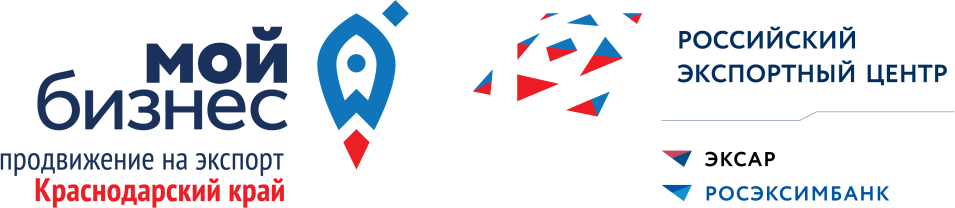 мой
бизнес
продвижение на экспорт
Краснодарский край
РОССИЙСКИЙ
ЭКСПОРТНЫЙ ЦЕНТР
ЭКСАР
РОСЭКСИМБАНК